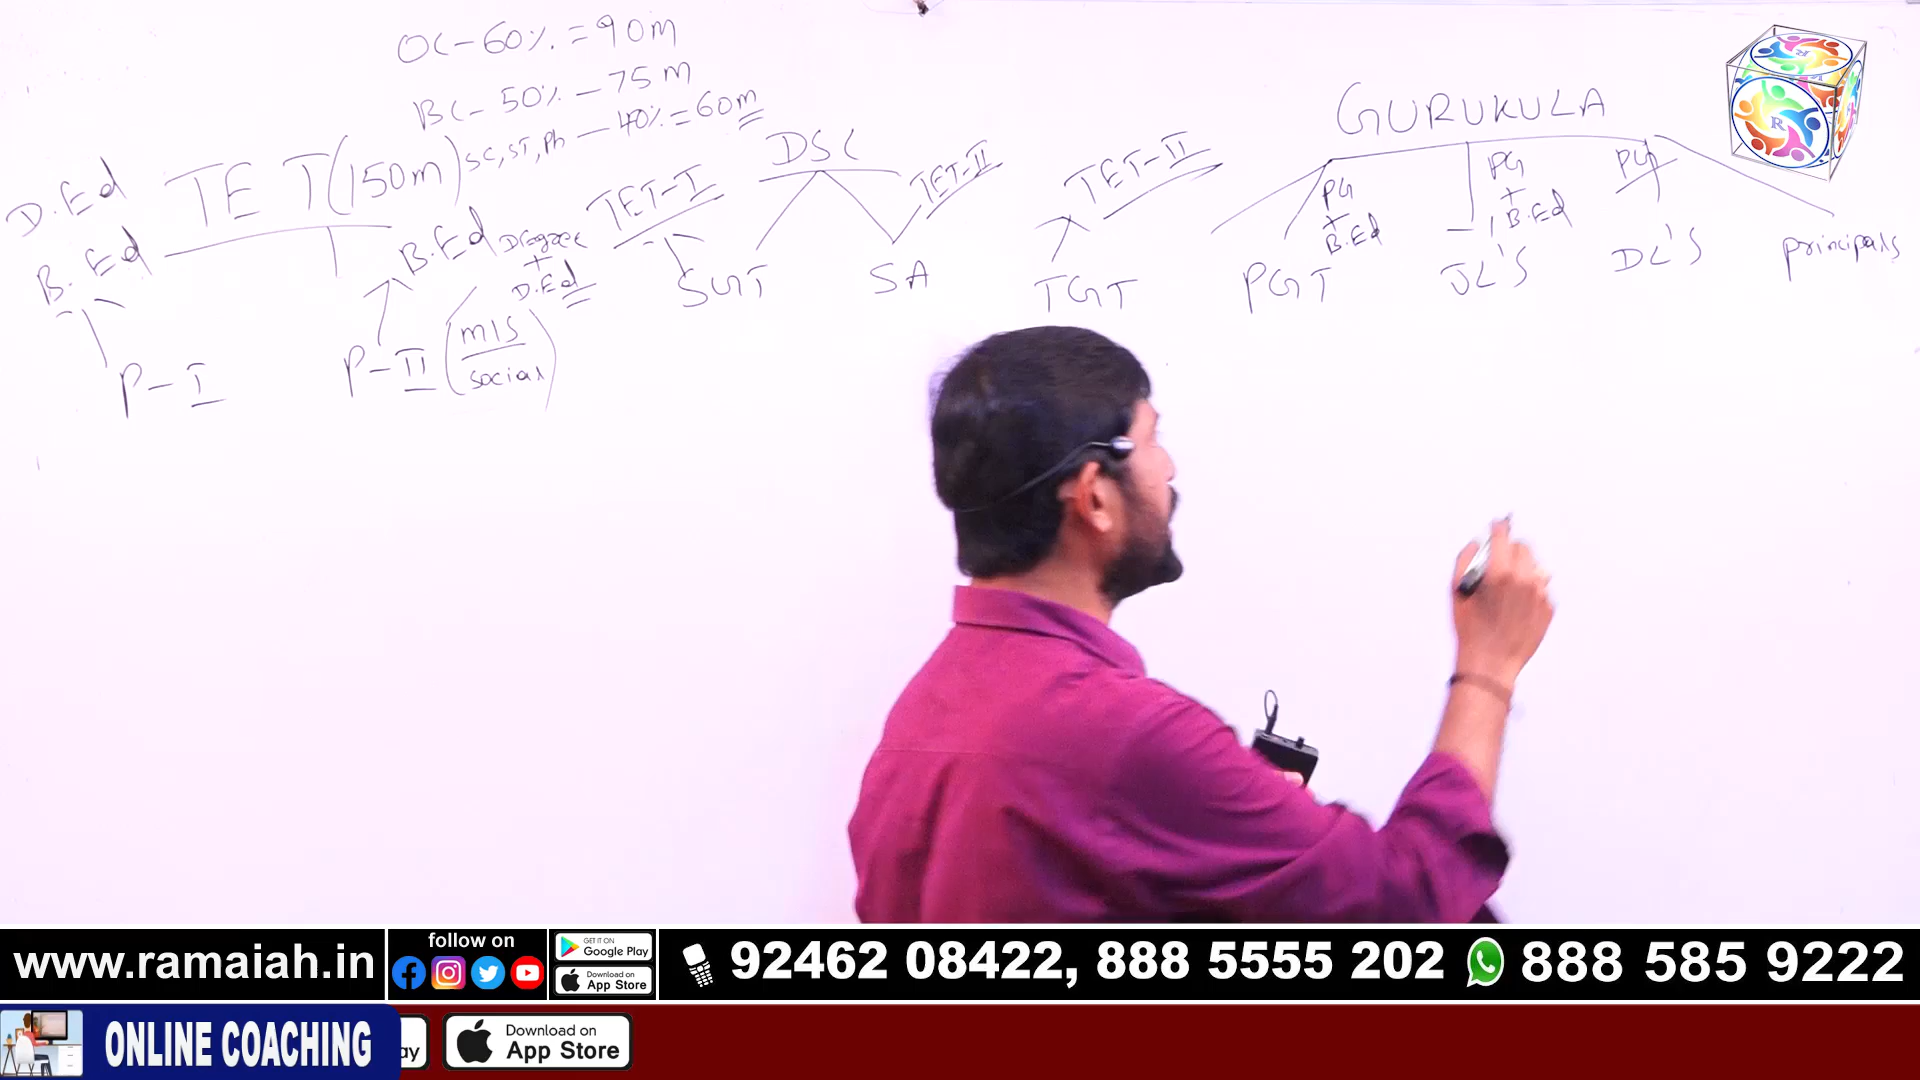 OC - 60% = 90m
BC - 50% - 75m
SC, ST, Ph - 40% = 60m
TET (150m)
D.Ed
B.Ed
P-I
B.Ed
Degree
+
D.Ed
P-II (MIS
social)
DSC
TET-I
TET-II
SGT
SA
GURUKULA
TET-II
PG
+
B.Ed
PG
+
B.Ed
PG
TGT
PGT
JL'S
DL'S
principals
R
www.ramaiah.in
follow on
GET IT ON
Google Play
Download on
App Store
92462 08422, 888 5555 202
888 585 9222
ONLINE COACHING
ay
Download on
App Store